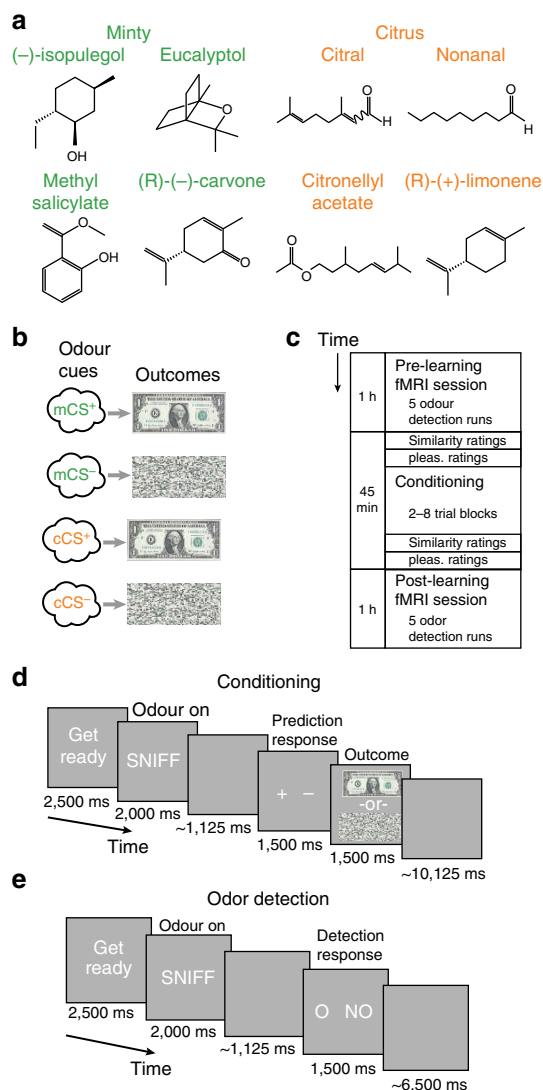 a
Minty
Citrus
(–)-isopulegol
Eucalyptol
Citral
Nonanal
OH
O
O
H
O
H
Methyl
salicylate
(R)-(–)-carvone
Citronellyl
acetate
(R)-(+)-limonene
O
OH
O
O
O
b
Odour
cues
Outcomes
mCS+
mCS–
cCS+
cCS–
c
Time
1 h
Pre-learning
fMRI session
5 odour
detection runs
45
min
Similarity ratings
pleas. ratings
Conditioning
2–8 trial blocks
Similarity ratings
pleas. ratings
1 h
Post-learning
fMRI session
5 odor
detection runs
d
Conditioning
Get
ready
2,500 ms
Odour on
SNIFF
2,000 ms
~1,125 ms
Prediction
response
+ –
1,500 ms
Outcome
-or-
1,500 ms
~10,125 ms
Time
e
Odor detection
Get
ready
2,500 ms
Odour on
SNIFF
2,000 ms
~1,125 ms
Detection
response
O NO
1,500 ms
~6,500 ms
Time